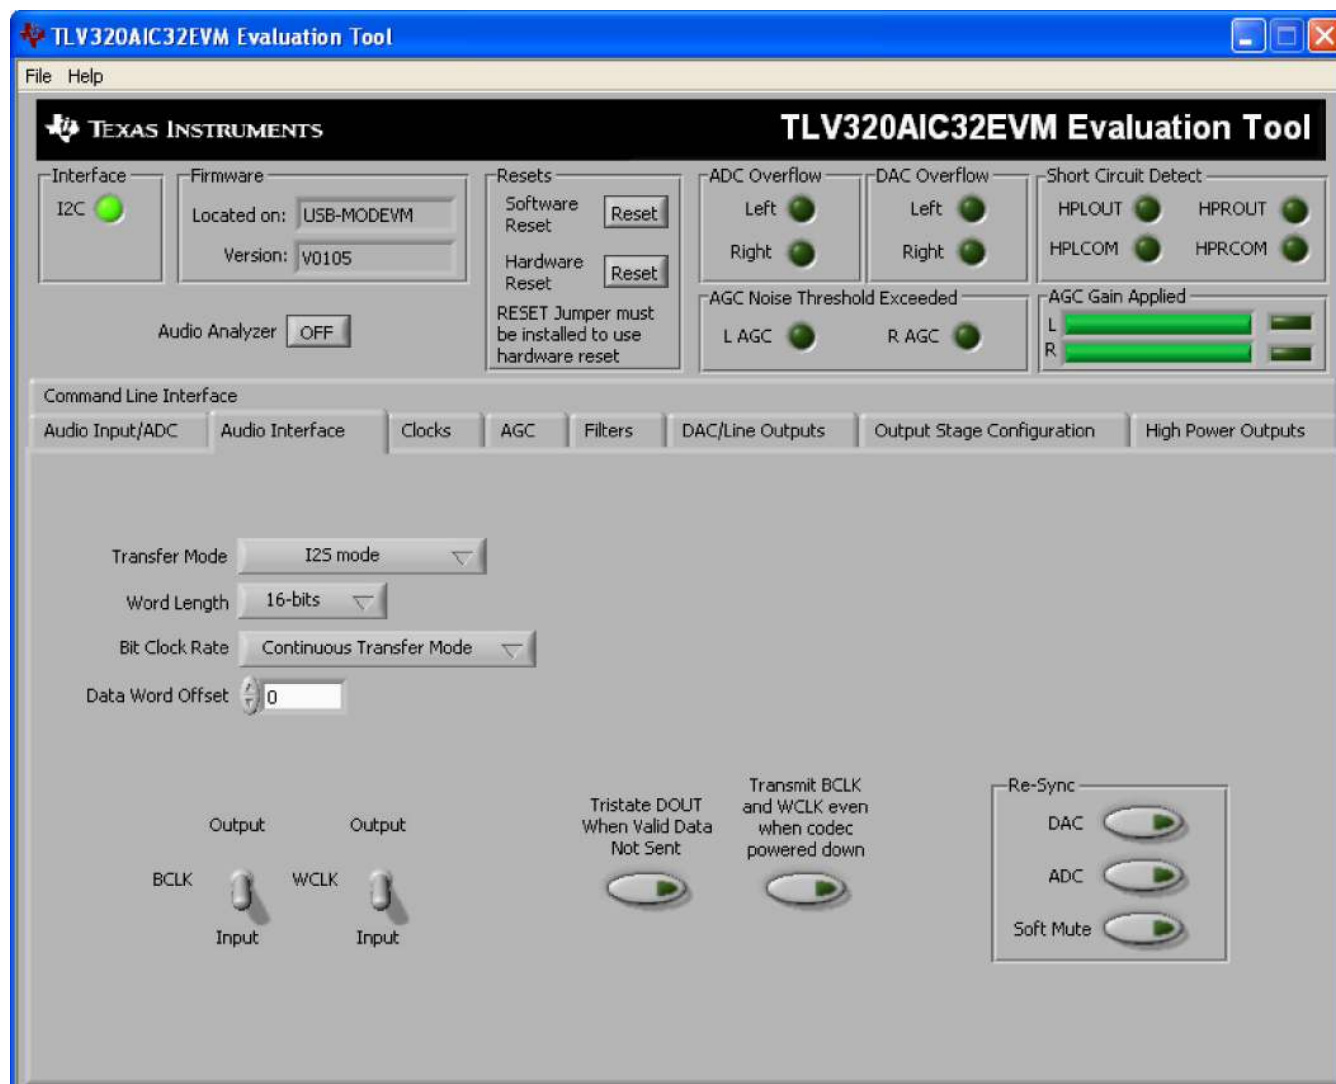 TLV320AIC32EVM Evaluation Tool
File Help
TEXAS INSTRUMENTS
TLV320AIC32EVM Evaluation Tool
Interface
I2C
Firmware
Located on: USB-MODEVM
Version: V0105
Audio Analyzer OFF
Resets
Software
Reset
Reset
Hardware
Reset
Reset
RESET Jumper must
be installed to use
hardware reset
ADC Overflow
Left
Right
DAC Overflow
Left
Right
Short Circuit Detect
HPLOUT HPROUT
HPLCOM HPRCOM
AGC Noise Threshold Exceeded
L AGC R AGC
AGC Gain Applied
L
R
Command Line Interface
Audio Input/ADC Audio Interface Clocks AGC Filters DAC/Line Outputs Output Stage Configuration High Power Outputs
Transfer Mode I2S mode
Word Length 16-bits
Bit Clock Rate Continuous Transfer Mode
Data Word Offset 0
Output Output
BCLK WCLK
Input Input
Tristate DOUT
When Valid Data
Not Sent
Transmit BCLK
and WCLK even
when codec
powered down
Re-Sync
DAC
ADC
Soft Mute